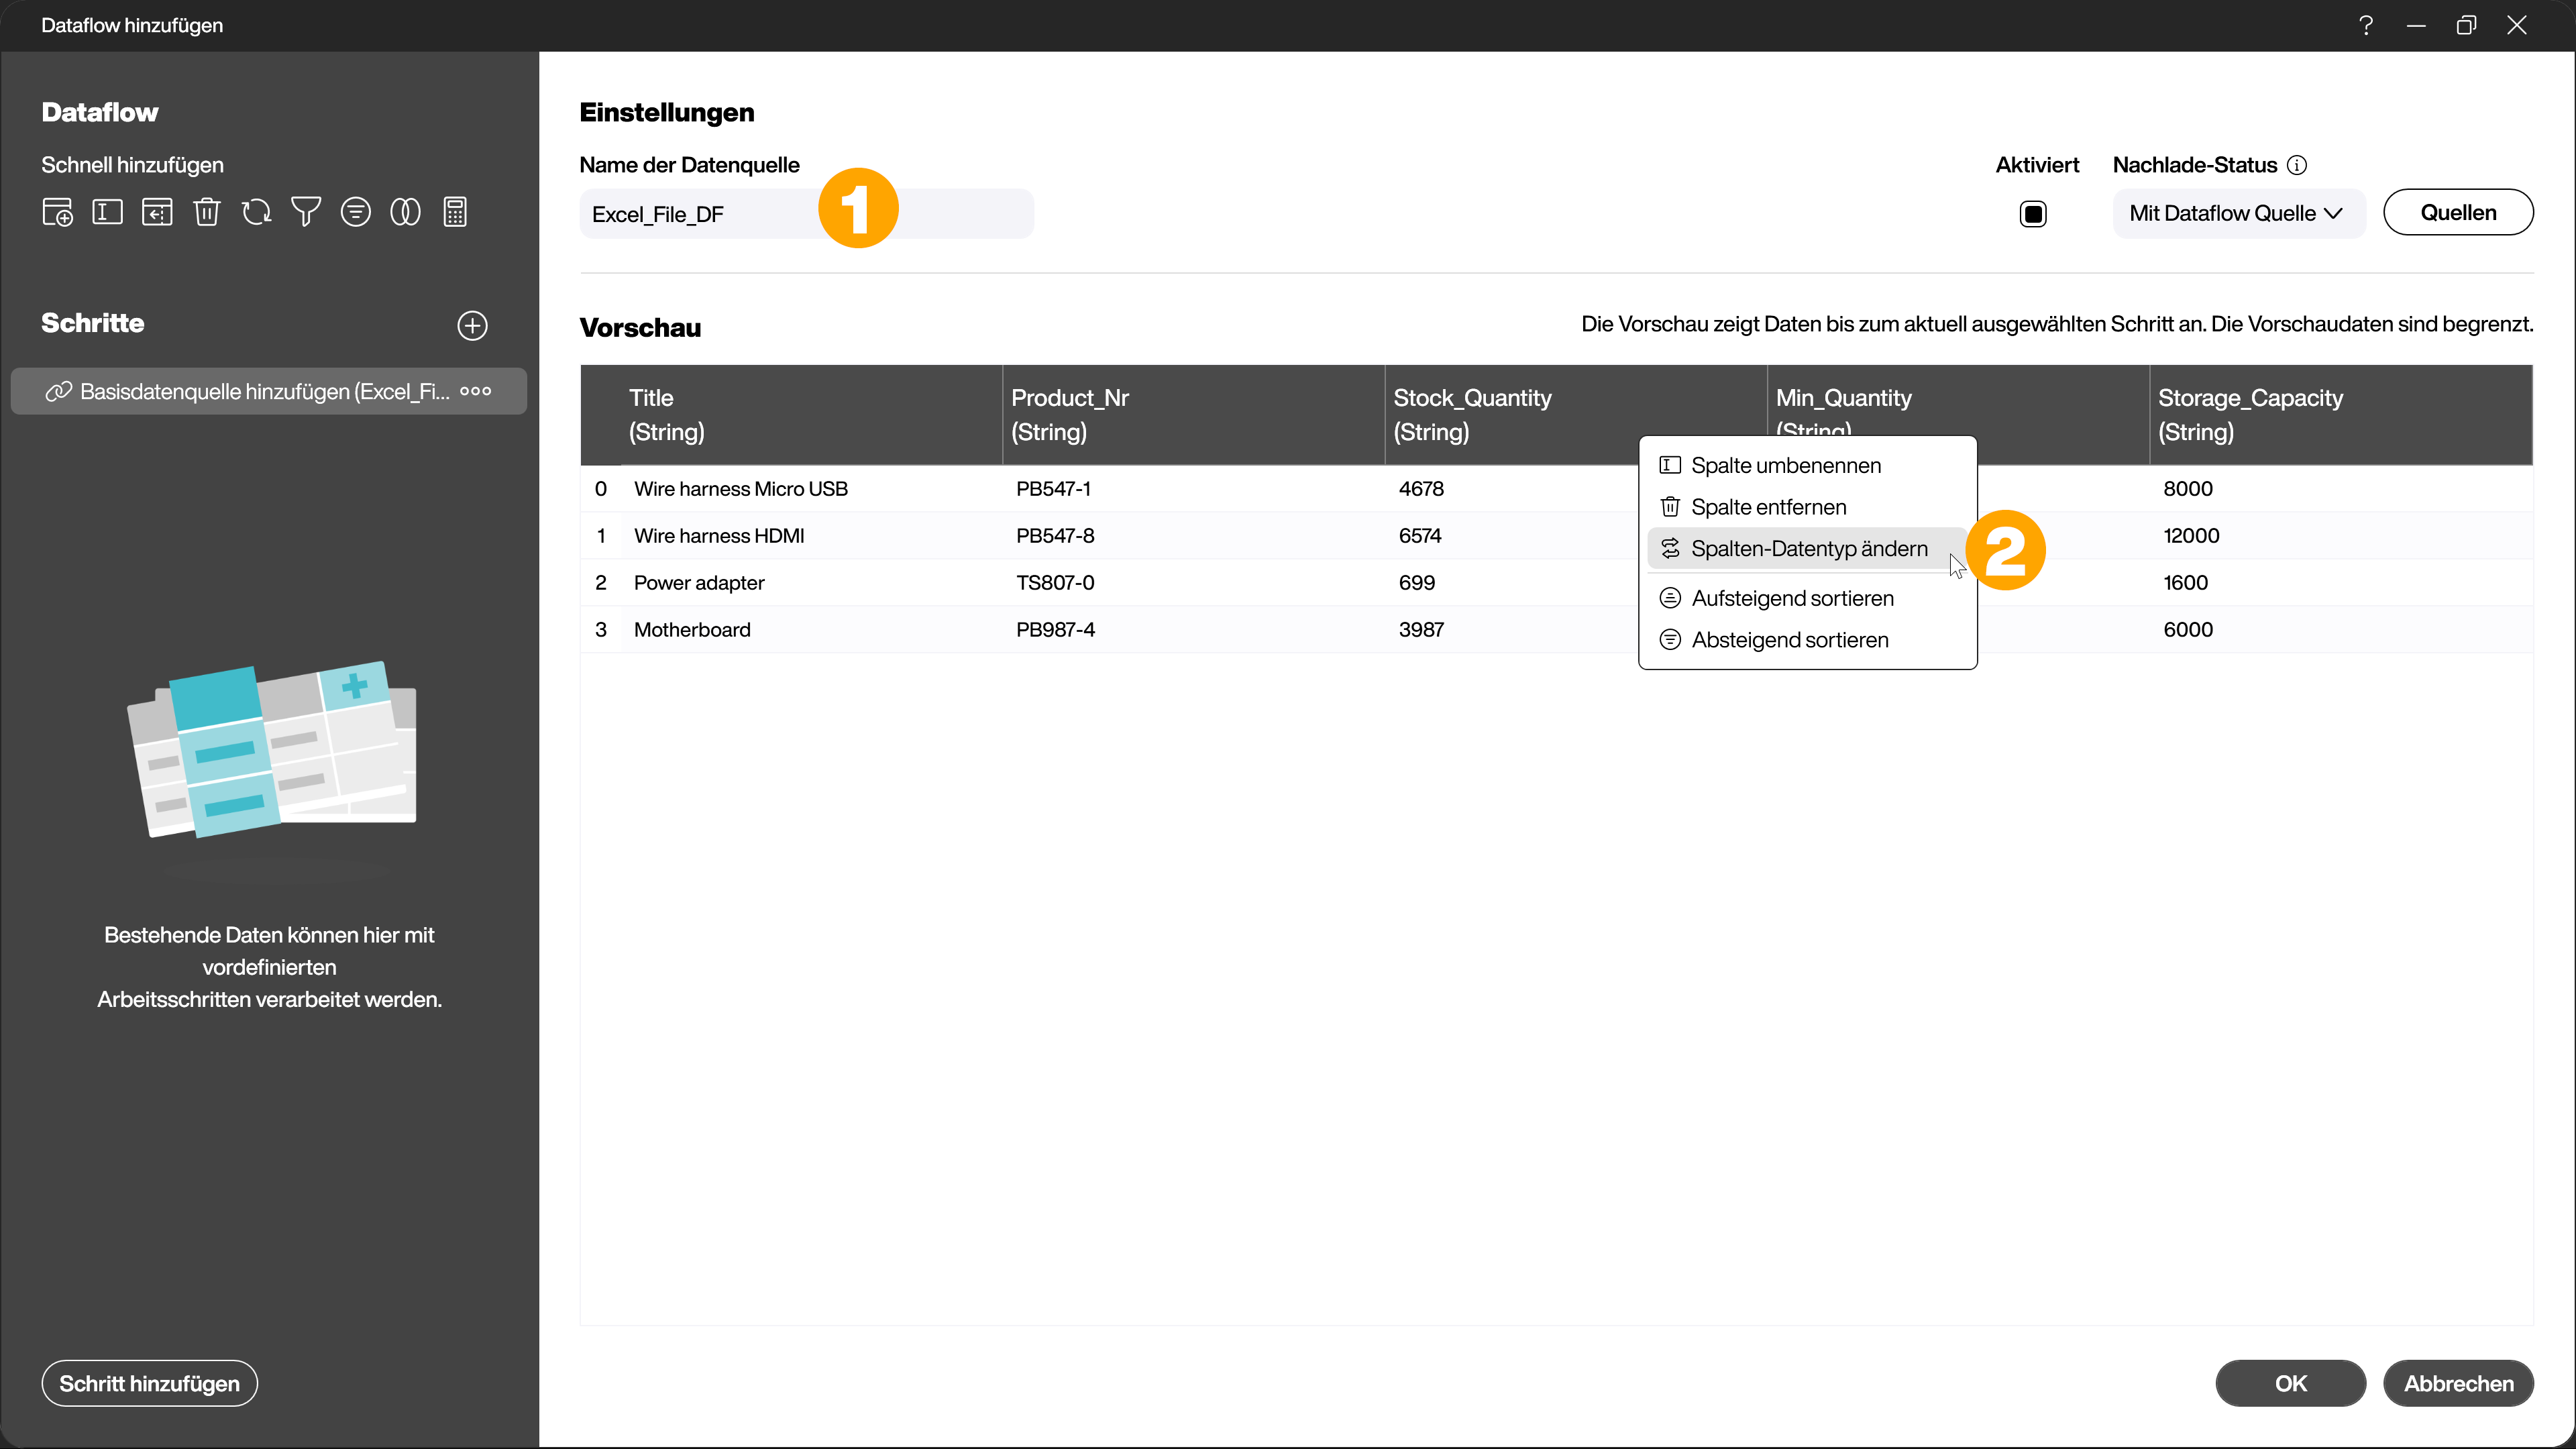 Dataflow hinzufügen
Dataflow
Schnell hinzufügen
Schritte
Basisdatenquelle hinzufügen (Excel_Fi...
Bestehende Daten können hier mit
vordefinierten
Arbeitsschritten verarbeitet werden.
Schritt hinzufügen
Einstellungen
Name der Datenquelle
Excel_File_DF
1
Aktiviert
Nachlade-Status
Mit Dataflow Quelle
Quellen
Vorschau
Die Vorschau zeigt Daten bis zum aktuell ausgewählten Schritt an. Die Vorschaudaten sind begrenzt.
Title Product_Nr Stock_Quantity Min_Quantity Storage_Capacity
(String) (String) (String) (String) (String)
0 Wire harness Micro USB PB547-1 4678 8000
1 Wire harness HDMI PB547-8 6574 12000
2 Power adapter TS807-0 699 1600
3 Motherboard PB987-4 3987 6000
Spalte umbenennen
Spalte entfernen
Spalten-Datentyp ändern
2
Aufsteigend sortieren
Absteigend sortieren
OK
Abbrechen